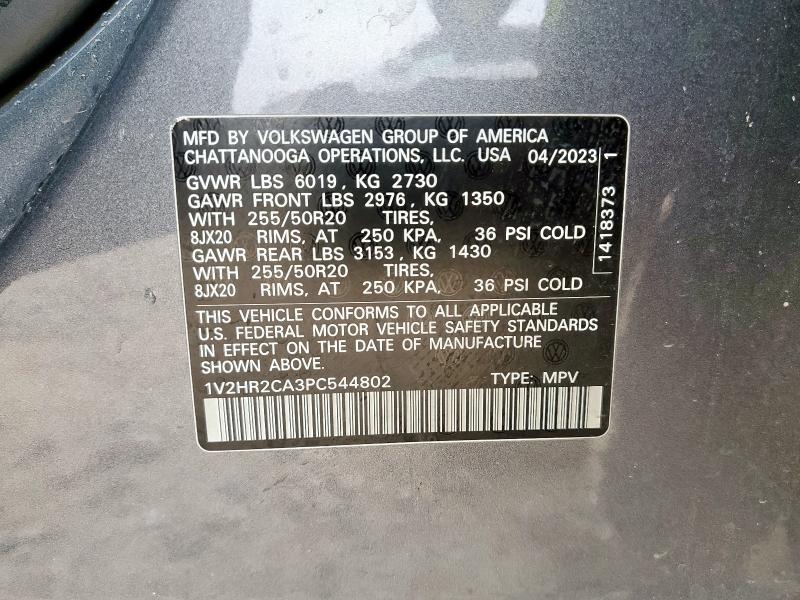 MFD BY VOLKSWAGEN GROUP OF AMERICA
CHATTANOOGA OPERATIONS, LLC. USA 04/2023
GVWR LBS 6019, KG 2730
GAWR FRONT LBS 2976, KG 1350
WITH 255/50R20 TIRES,
8JX20 RIMS, AT 250 KPA, 36 PSI COLD
GAWR REAR LBS 3153, KG 1430
WITH 255/50R20 TIRES,
8JX20 RIMS, AT 250 KPA, 36 PSI COLD
1418373 1
THIS VEHICLE CONFORMS TO ALL APPLICABLE
U.S. FEDERAL MOTOR VEHICLE SAFETY STANDARDS
IN EFFECT ON THE DATE OF MANUFACTURE
SHOWN ABOVE.
1V2HR2CA3PC544802 TYPE: MPV